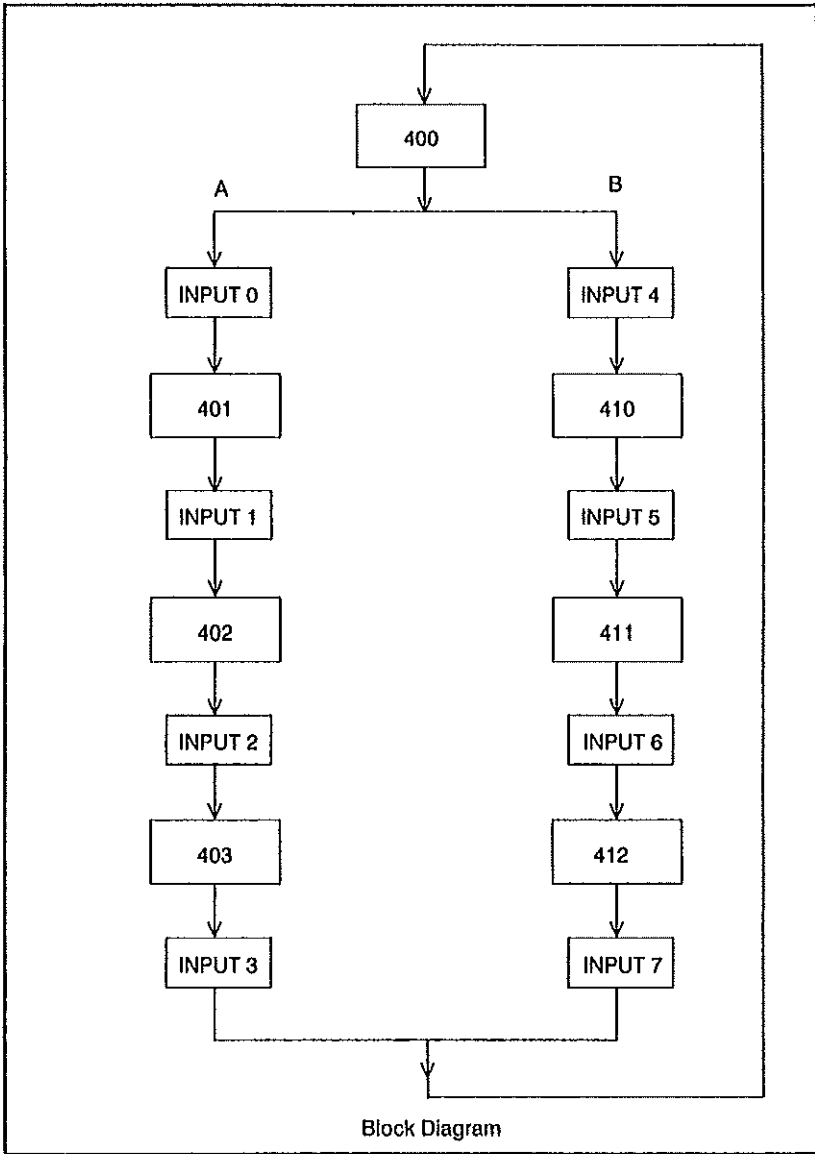 400
A
B
INPUT 0
INPUT 4
401
410
INPUT 1
INPUT 5
402
411
INPUT 2
INPUT 6
403
412
INPUT 3
INPUT 7
Block Diagram